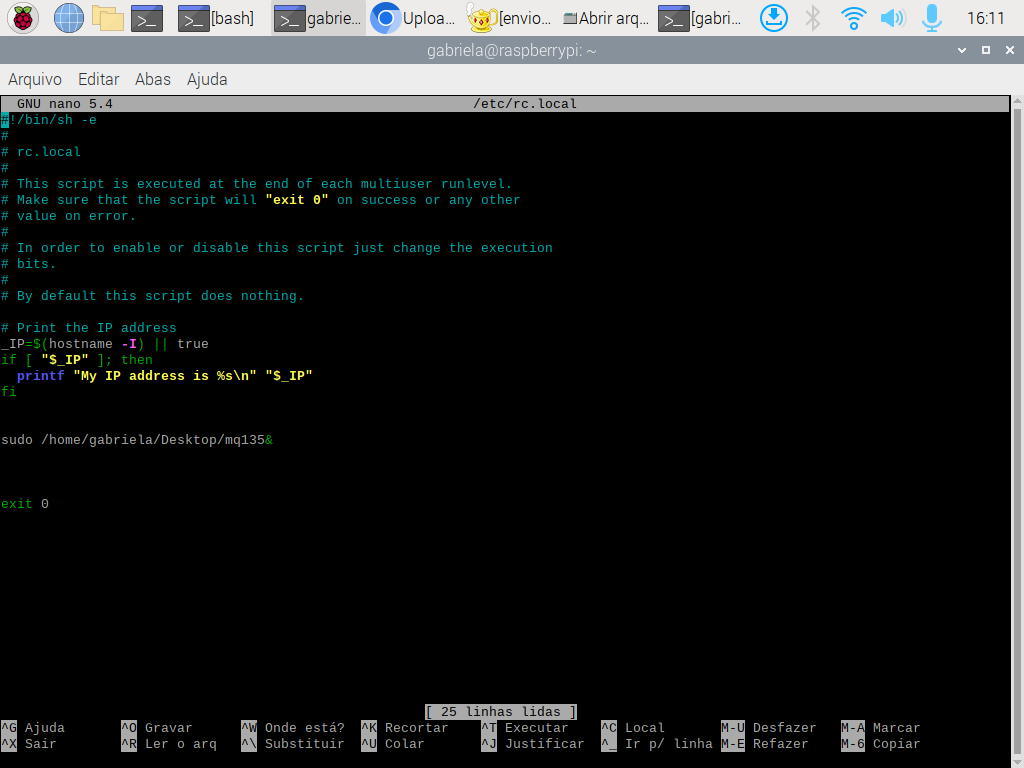 [bash]
gabrie...
Uploa...
[envio...
Abrir arq...
[gabri...
16:11
gabriela@raspberrypi: ~
Arquivo Editar Abas Ajuda
GNU nano 5.4 /etc/rc.local
#!/bin/sh -e
#
# rc.local
#
# This script is executed at the end of each multiuser runlevel.
# Make sure that the script will "exit 0" on success or any other
# value on error.
#
# In order to enable or disable this script just change the execution
# bits.
#
# By default this script does nothing.
# Print the IP address
_IP=$(hostname -I) || true
if [ "$_IP" ]; then
  printf "My IP address is %s\n" "$_IP"
fi
sudo /home/gabriela/Desktop/mq135&
exit 0
[ 25 linhas lidas ]
^G Ajuda ^O Gravar ^W Onde está? ^K Recortar ^T Executar ^C Local M-U Desfazer M-A Marcar
^X Sair ^R Ler o arq ^\ Substituir ^U Colar ^J Justificar ^_ Ir p/ linha M-E Refazer M-6 Copiar